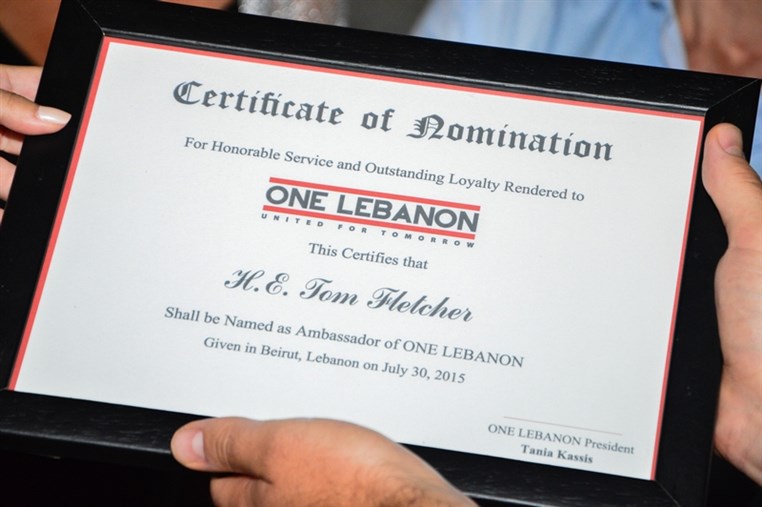 Certificate of Nomination
For Honorable Service and Outstanding Loyalty Rendered to
ONE LEBANON
UNITED FOR TOMORROW
This Certifies that
H.E. Tom Fletcher
Shall be Named as Ambassador of ONE LEBANON
Given in Beirut, Lebanon on July 30, 2015
ONE LEBANON President
Tania Kassis